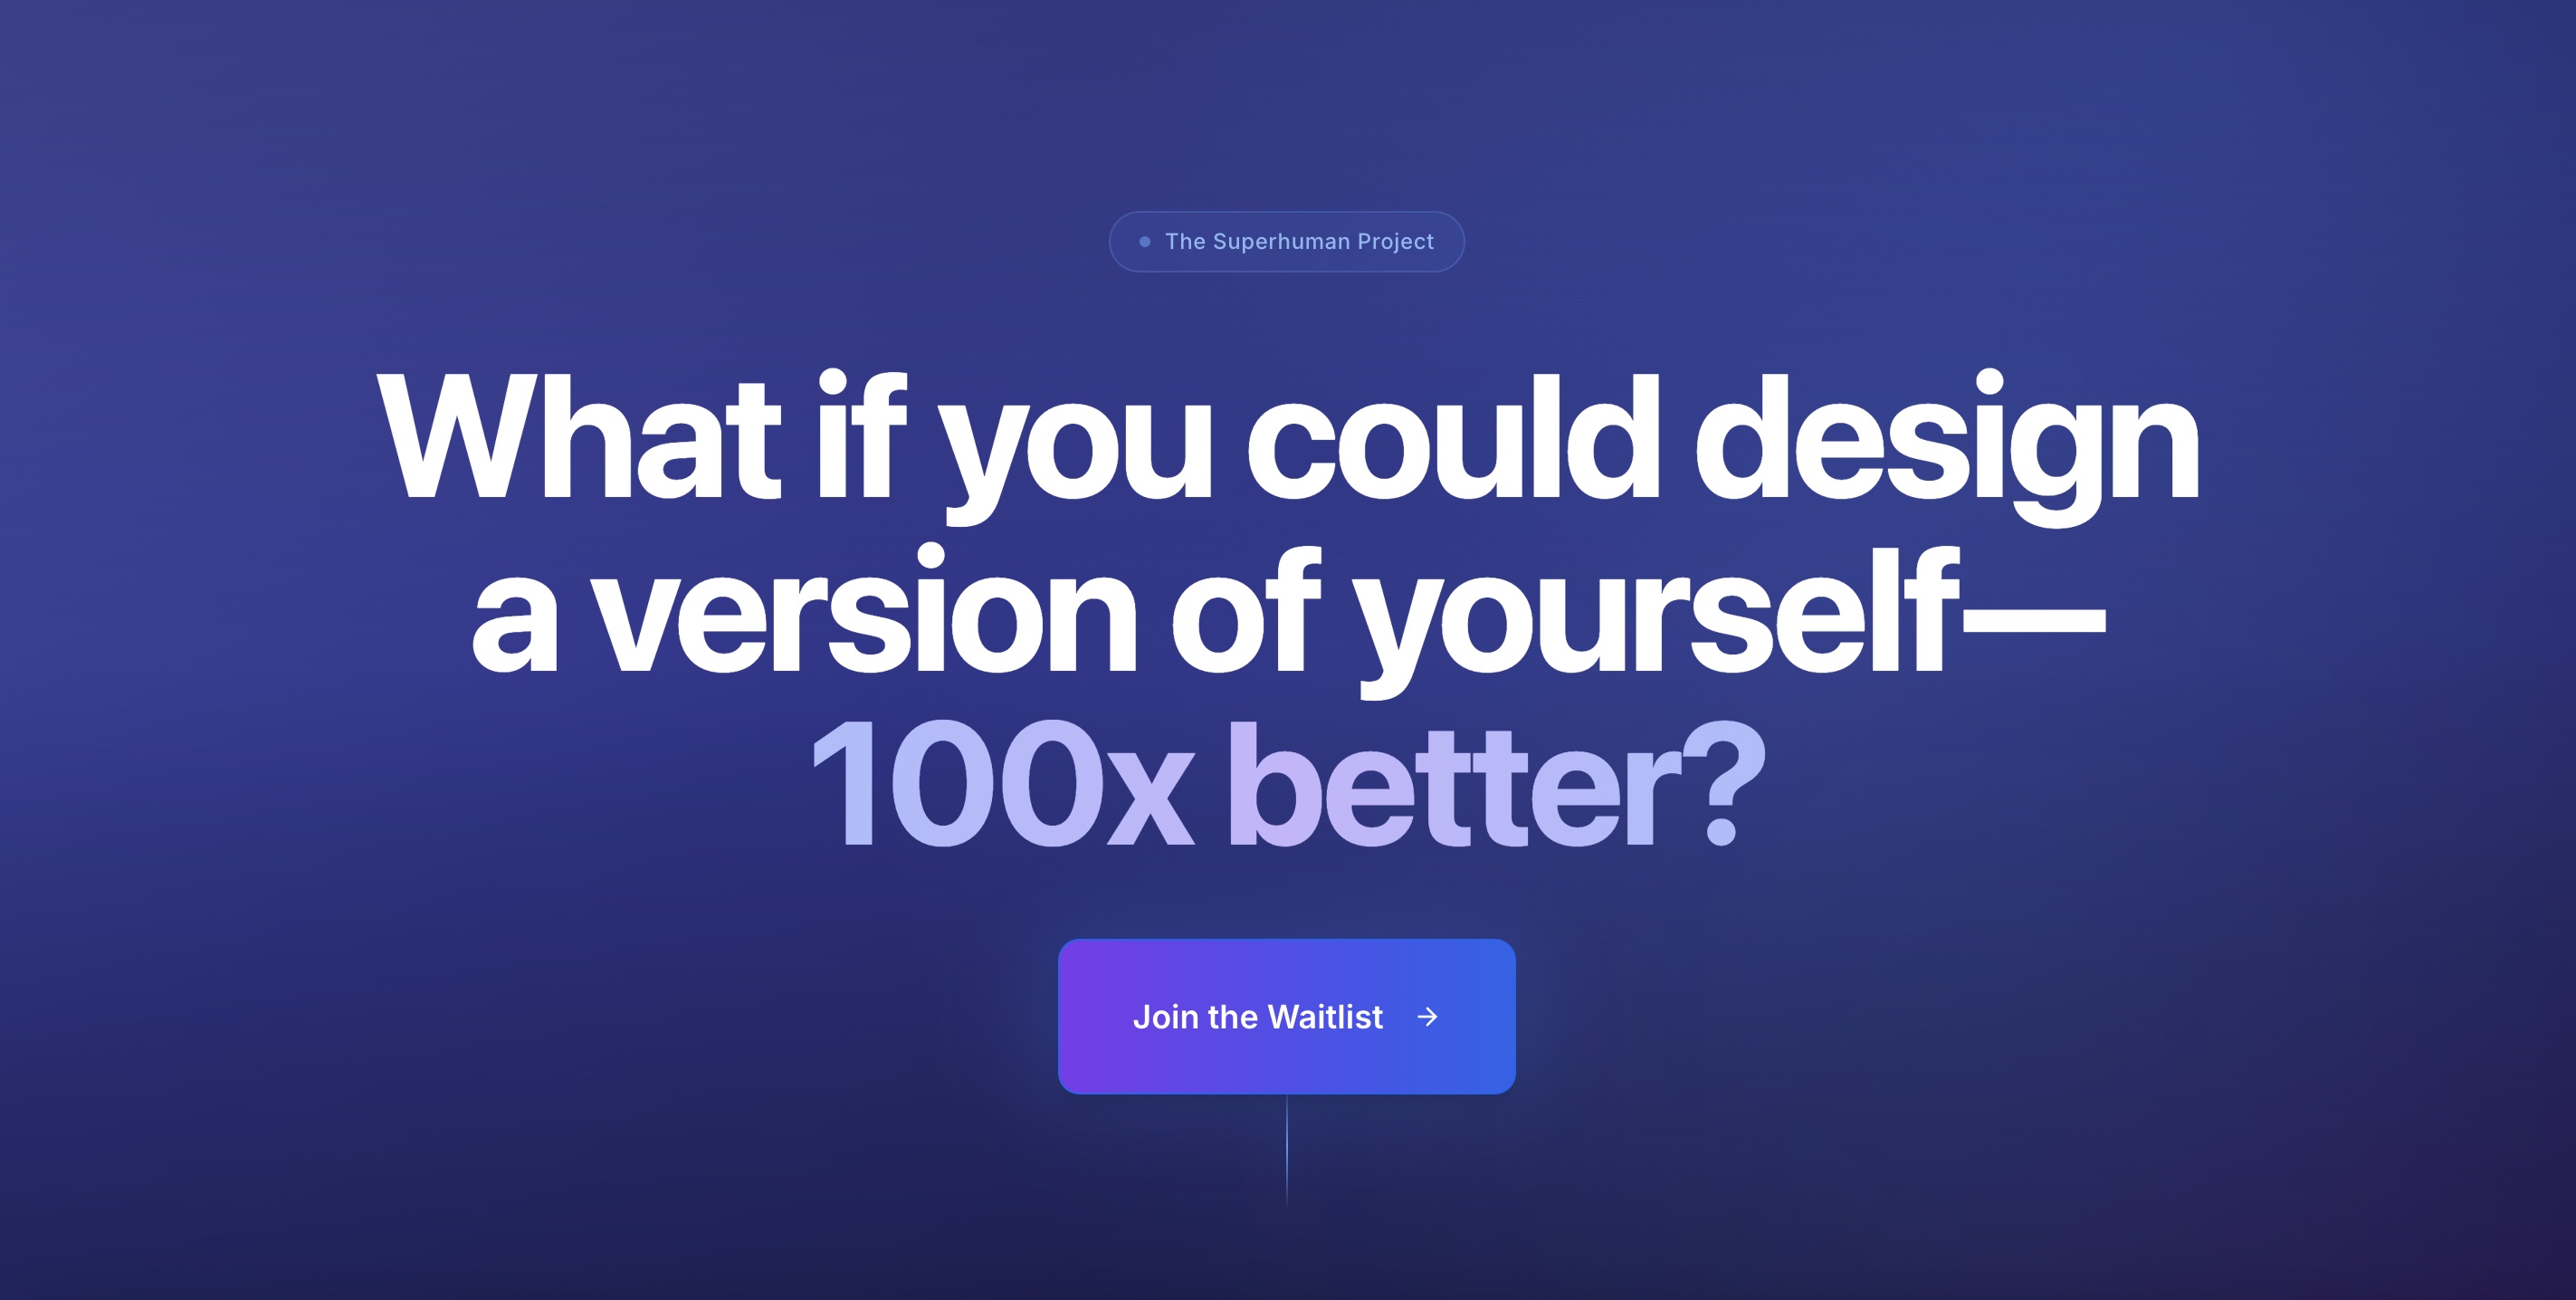 The Superhuman Project
What if you could design
a version of yourself—
100x better?
Join the Waitlist →